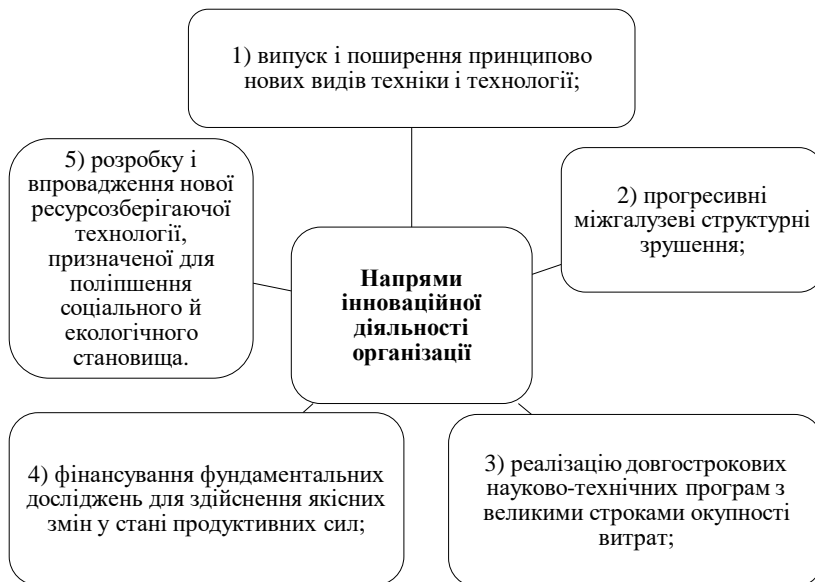 1) випуск і поширення принципово
нових видів техніки і технології;
5) розробку і
впровадження нової
ресурсозберігаючої
технології,
призначеної для
поліпшення
соціального й
екологічного
становища.
2) прогресивні
міжгалузеві структурні
зрушення;
Напрями
інноваційної
діяльності
організації
4) фінансування фундаментальних
досліджень для здійснення якісних
змін у стані продуктивних сил;
3) реалізацію довгострокових
науково-технічних програм з
великими строками окупності
витрат;